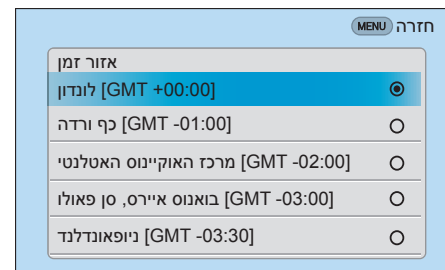 חזרה MENU
אזור זמן
[GMT +00:00] לונדון
[GMT -01:00] כף ורדה
[GMT -02:00] מרכז האוקיינוס האטלנטי
[GMT -03:00] בואנוס איירס, סן פאולו
[GMT -03:30] ניופאונדלנד